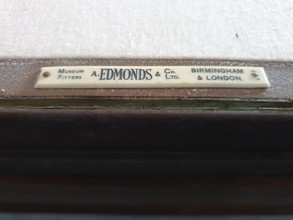 MUSEUM FITTERS A. EDMONDS & CO. LTD. BIRMINGHAM & LONDON.